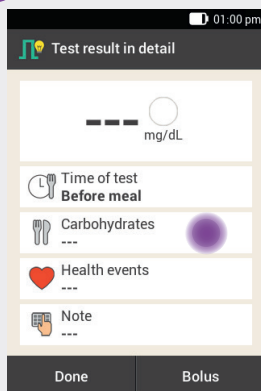 01:00 pm
Test result in detail
---
mg/dL
Time of test
Before meal
Carbohydrates
---
Health events
---
Note
---
Done Bolus